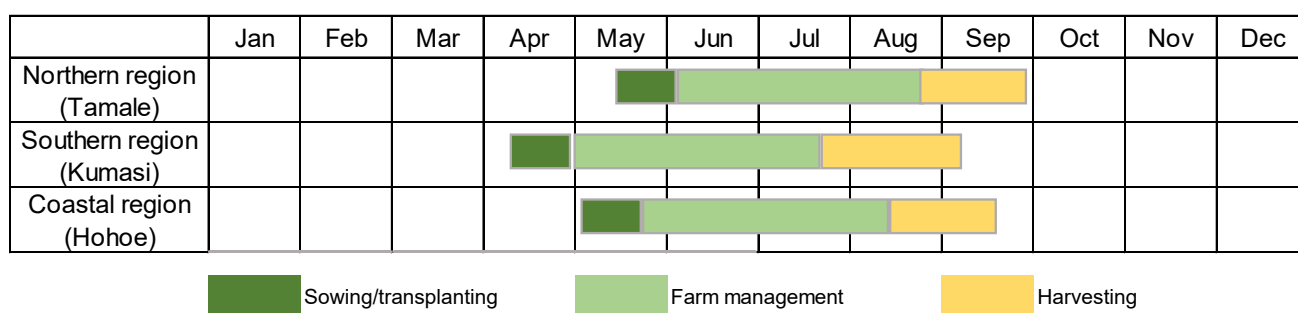 Jan Feb Mar Apr May Jun Jul Aug Sep Oct Nov Dec
Northern region
(Tamale)
Southern region
(Kumasi)
Coastal region
(Hohoe)
Sowing/transplanting Farm management Harvesting